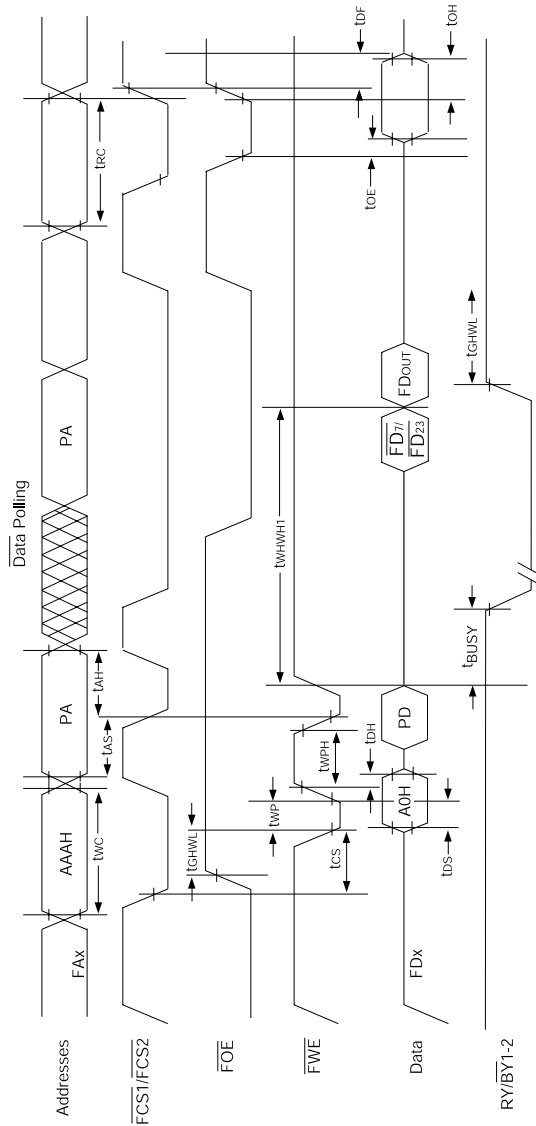 Data Polling
Addresses
FAx
AAAH
PA
PA
tWC
tAS
tAH
tRC
FCS1/FCS2
FOE
tGHWL
FWE
tCS
tWP
tWPH
tWHWH1
Data
FDx
A0H
PD
FD7/
FD23
FDOUT
tDS
tDH
tOE
tDF
tOH
tBUSY
tGHWL
RY/BY1-2